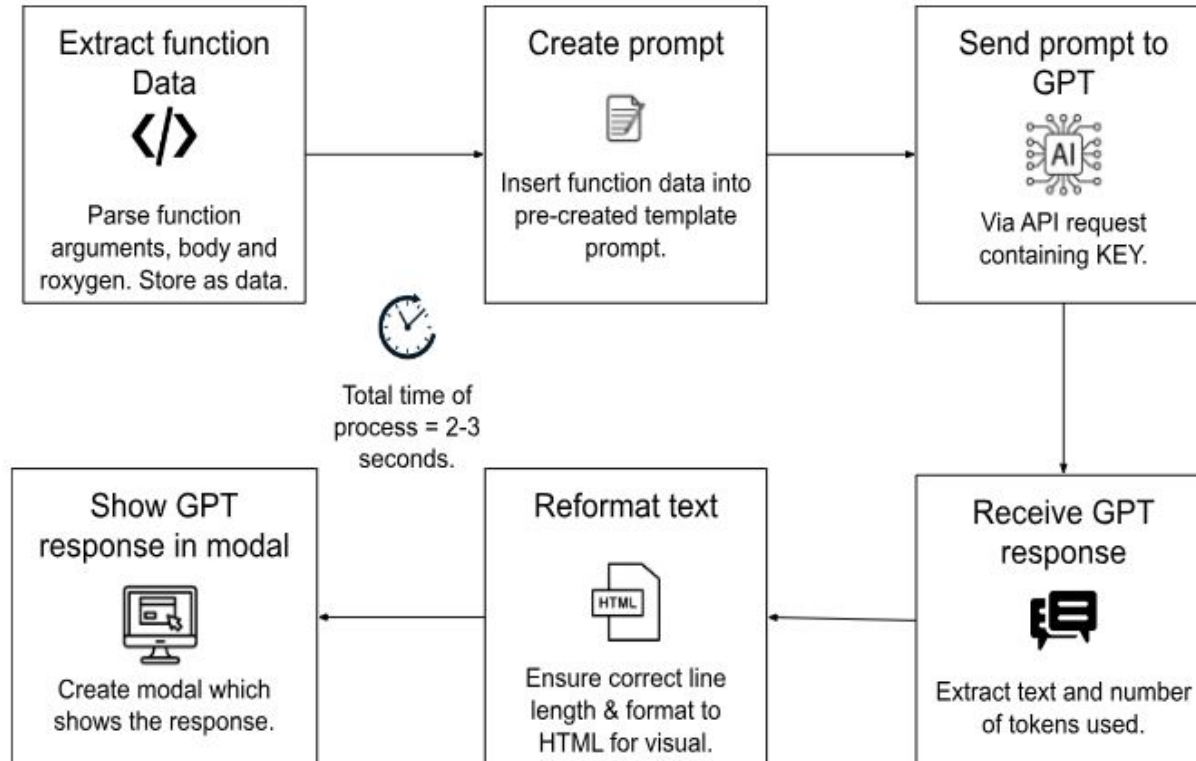 Extract function
Data
</>
Parse function
arguments, body and
roxygen. Store as data.
Create prompt
Insert function data into
pre-created template
prompt.
Send prompt to
GPT
AI
Via API request
containing KEY.
Total time of
process = 2-3
seconds.
Show GPT
response in modal
Create modal which
shows the response.
Reformat text
HTML
Ensure correct line
length & format to
HTML for visual.
Receive GPT
response
Extract text and number
of tokens used.